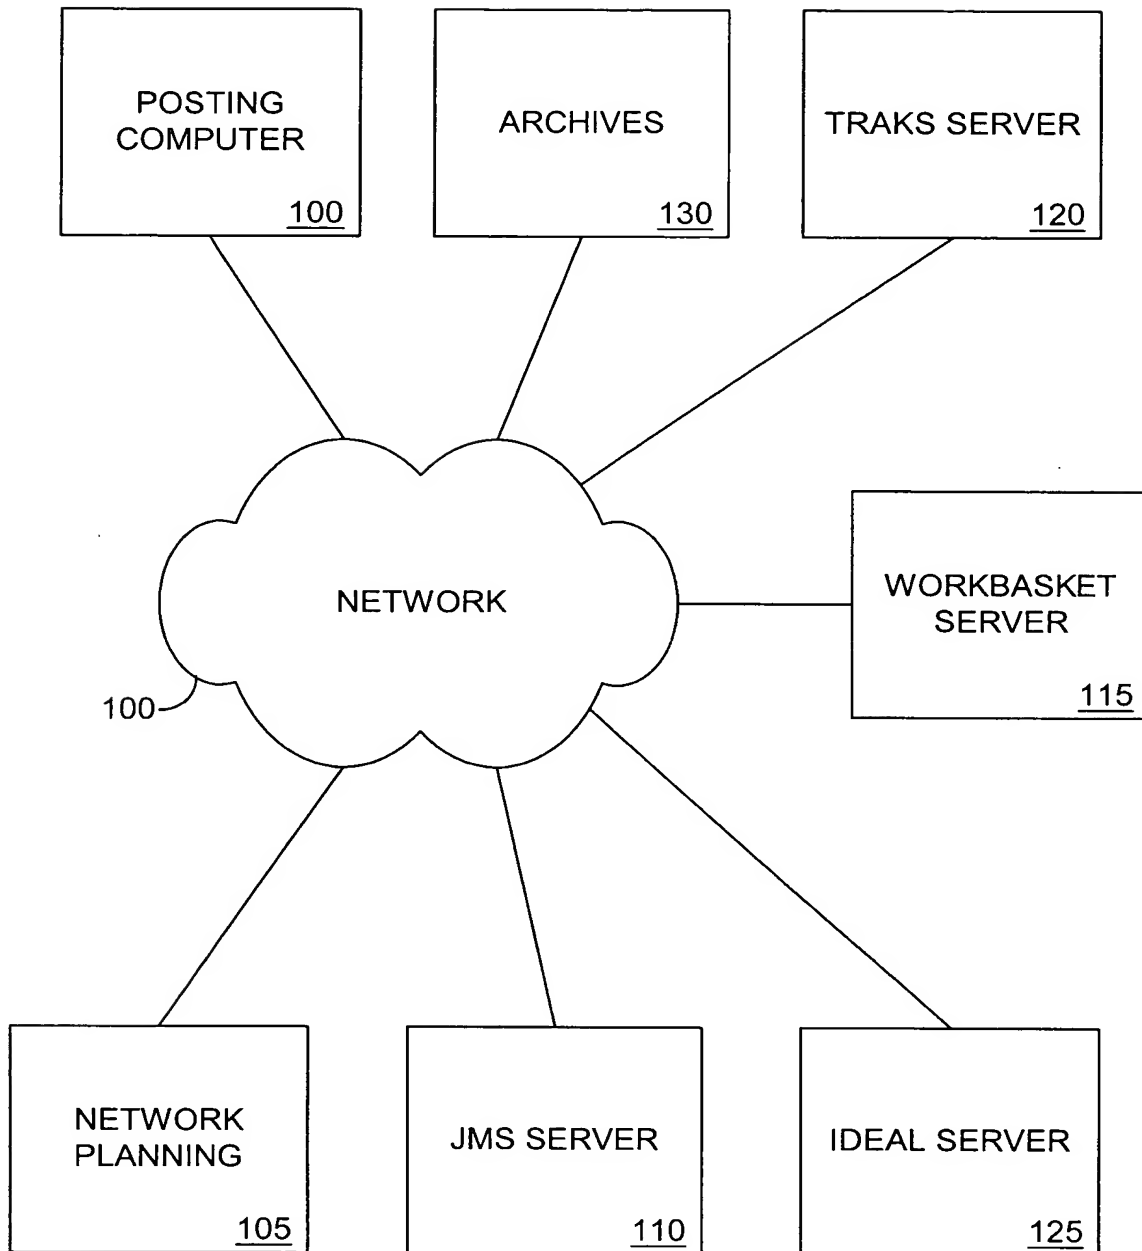 POSTING
COMPUTER
100
ARCHIVES
130
TRAKS SERVER
120
NETWORK
100
WORKBASKET
SERVER
115
NETWORK
PLANNING
105
JMS SERVER
110
IDEAL SERVER
125